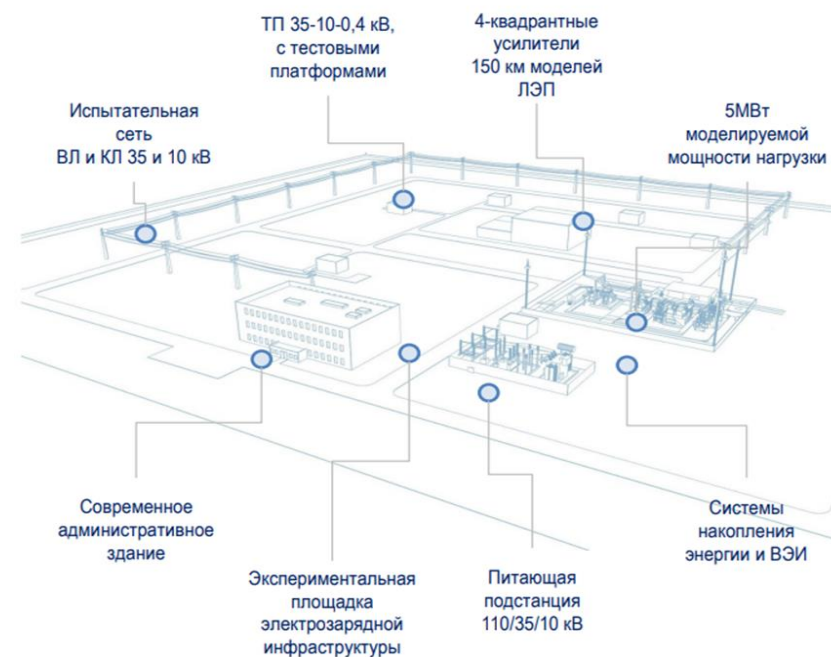 ТП 35-10-0,4 кВ,
с тестовыми
платформами
4-квадрантные
усилители
150 км моделей
ЛЭП
Испытательная
сеть
ВЛ и КЛ 35 и 10 кВ
5МВт
моделируемой
мощности нагрузки
Современное
административное
здание
Экспериментальная
площадка
электрозарядной
инфраструктуры
Питающая
подстанция
110/35/10 кВ
Системы
накопления
энергии и ВЭИ